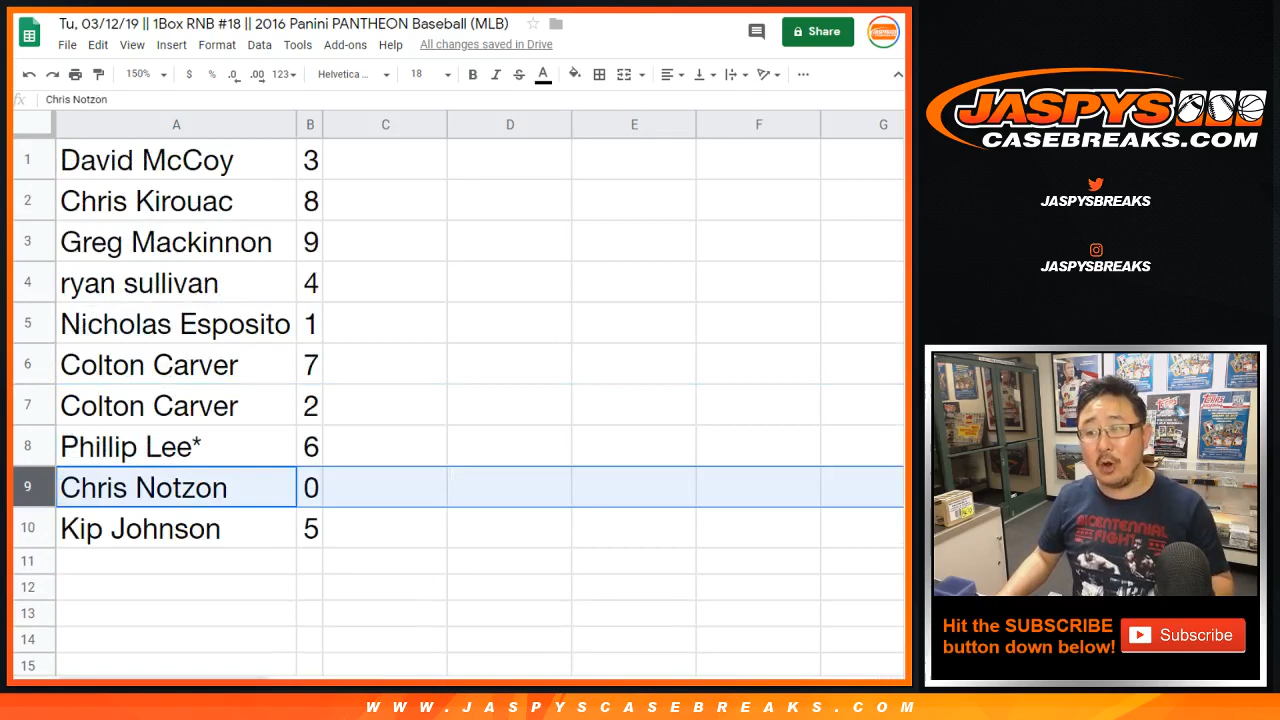 Tu, 03/12/19 || 1Box RNB #18 || 2016 Panini PANTHEON Baseball (MLB)
File Edit View Insert Format Data Tools Add-ons Help All changes saved in Drive
Share
150% $ % .0 .00 123 Helvetica ... 18 B I S A
fx Chris Notzon
A B C D E F G
1 David McCoy 3
2 Chris Kirouac 8
3 Greg Mackinnon 9
4 ryan sullivan 4
5 Nicholas Esposito 1
6 Colton Carver 7
7 Colton Carver 2
8 Phillip Lee* 6
9 Chris Notzon 0
10 Kip Johnson 5
11
12
13
14
15
JASPYS
CASEBREAKS.COM
JASPYSBREAKS
JASPYSBREAKS
BICENTENNIAL
FIGHT
Hit the SUBSCRIBE
button down below!
Subscribe
WWW.JASPYSCASEBREAKS.COM